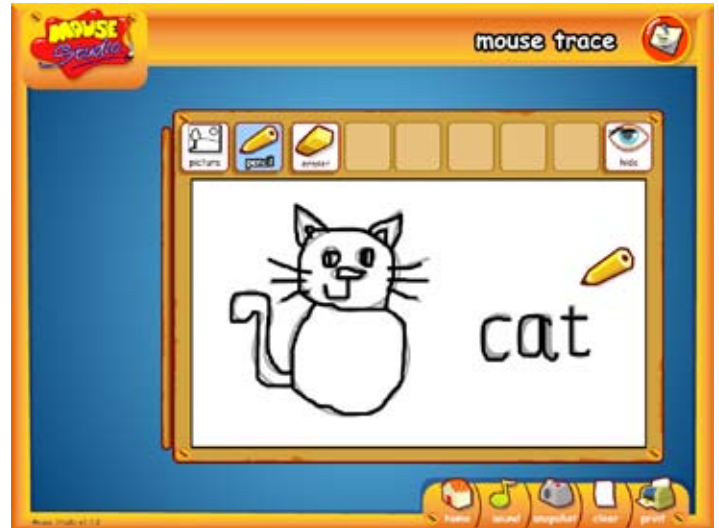 MOUSE
Studio
mouse trace
picture
pencil
eraser
hide
cat
home
sound
snapshot
clear
print